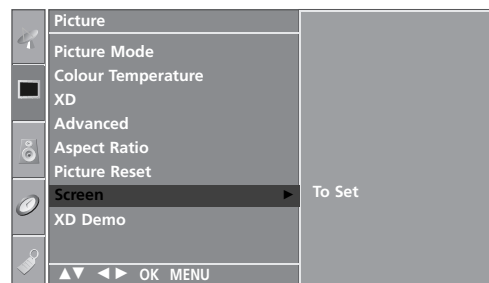 Picture
Picture Mode
Colour Temperature
XD
Advanced
Aspect Ratio
Picture Reset
Screen ► To Set
XD Demo
▲▼ ◄► OK MENU